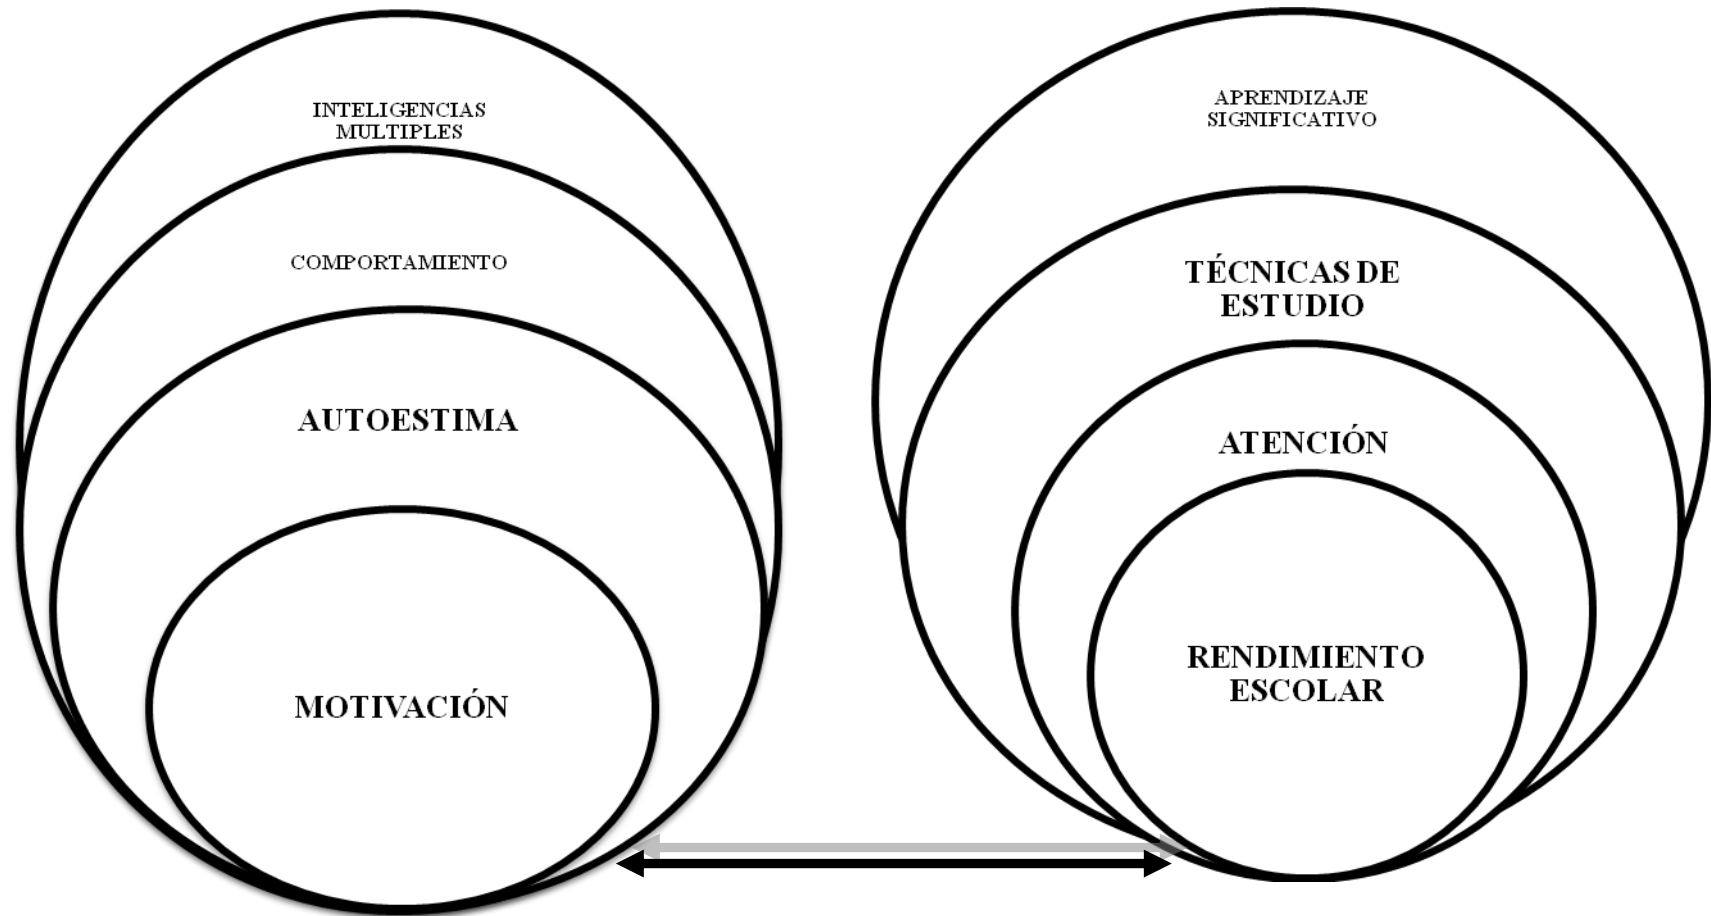 INTELIGENCIAS
MULTIPLES
COMPORTAMIENTO
AUTOESTIMA
MOTIVACIÓN
APRENDIZAJE
SIGNIFICATIVO
TÉCNICAS DE
ESTUDIO
ATENCIÓN
RENDIMIENTO
ESCOLAR